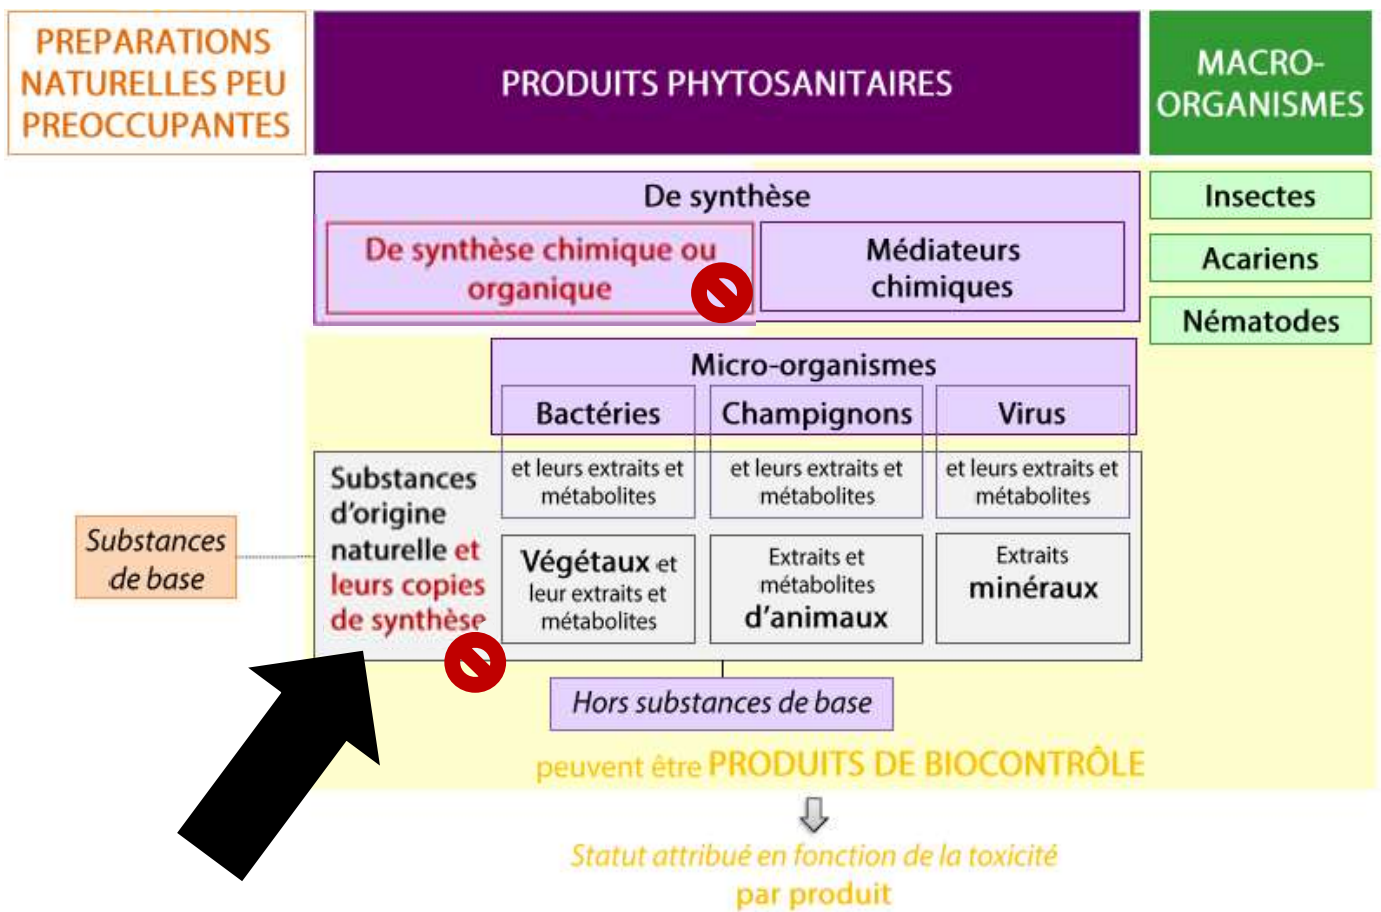 PREPARATIONS
NATURELLES PEU
PREOCCUPANTES
PRODUITS PHYTOSANITAIRES
MACRO-
ORGANISMES
De synthèse
De synthèse chimique ou
organique
Médiateurs
chimiques
Insectes
Acariens
Nématodes
Micro-organismes
Bactéries
Champignons
Virus
et leurs extraits et
métabolites
et leurs extraits et
métabolites
et leurs extraits et
métabolites
Substances
d'origine
naturelle et
leurs copies
de synthèse
Substances
de base
Végétaux et
leur extraits et
métabolites
Extraits et
métabolites
d'animaux
Extraits
minéraux
Hors substances de base
peuvent être PRODUITS DE BIOCONTRÔLE
Statut attribué en fonction de la toxicité
par produit